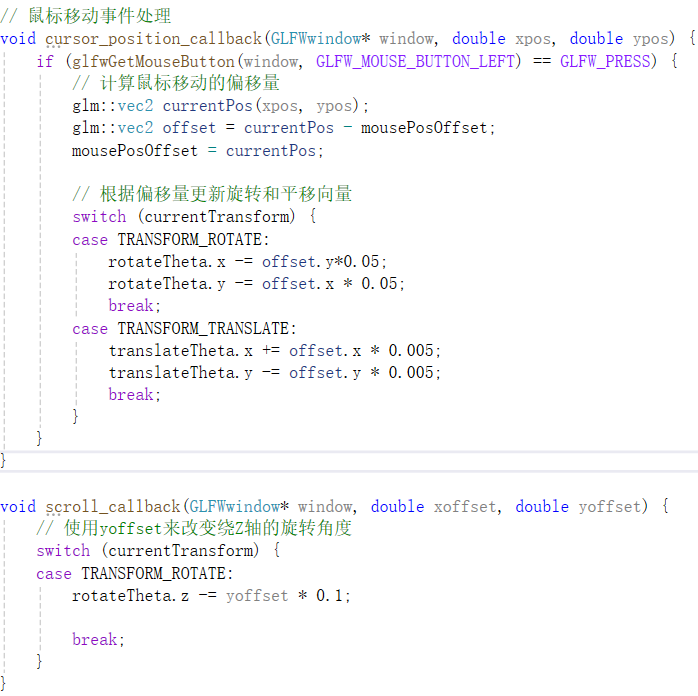 // 鼠标移动事件处理
void cursor_position_callback(GLFWwindow* window, double xpos, double ypos) {
    if (glfwGetMouseButton(window, GLFW_MOUSE_BUTTON_LEFT) == GLFW_PRESS) {
        // 计算鼠标移动的偏移量
        glm::vec2 currentPos(xpos, ypos);
        glm::vec2 offset = currentPos - mousePosOffset;
        mousePosOffset = currentPos;

        // 根据偏移量更新旋转和平移向量
        switch (currentTransform) {
        case TRANSFORM_ROTATE:
            rotateTheta.x -= offset.y*0.05;
            rotateTheta.y -= offset.x * 0.05;
            break;
        case TRANSFORM_TRANSLATE:
            translateTheta.x += offset.x * 0.005;
            translateTheta.y -= offset.y * 0.005;
            break;
        }
    }
}

void scroll_callback(GLFWwindow* window, double xoffset, double yoffset) {
    // 使用yoffset来改变绕Z轴的旋转角度
    switch (currentTransform) {
    case TRANSFORM_ROTATE:
        rotateTheta.z -= yoffset * 0.1;

        break;
    }
}